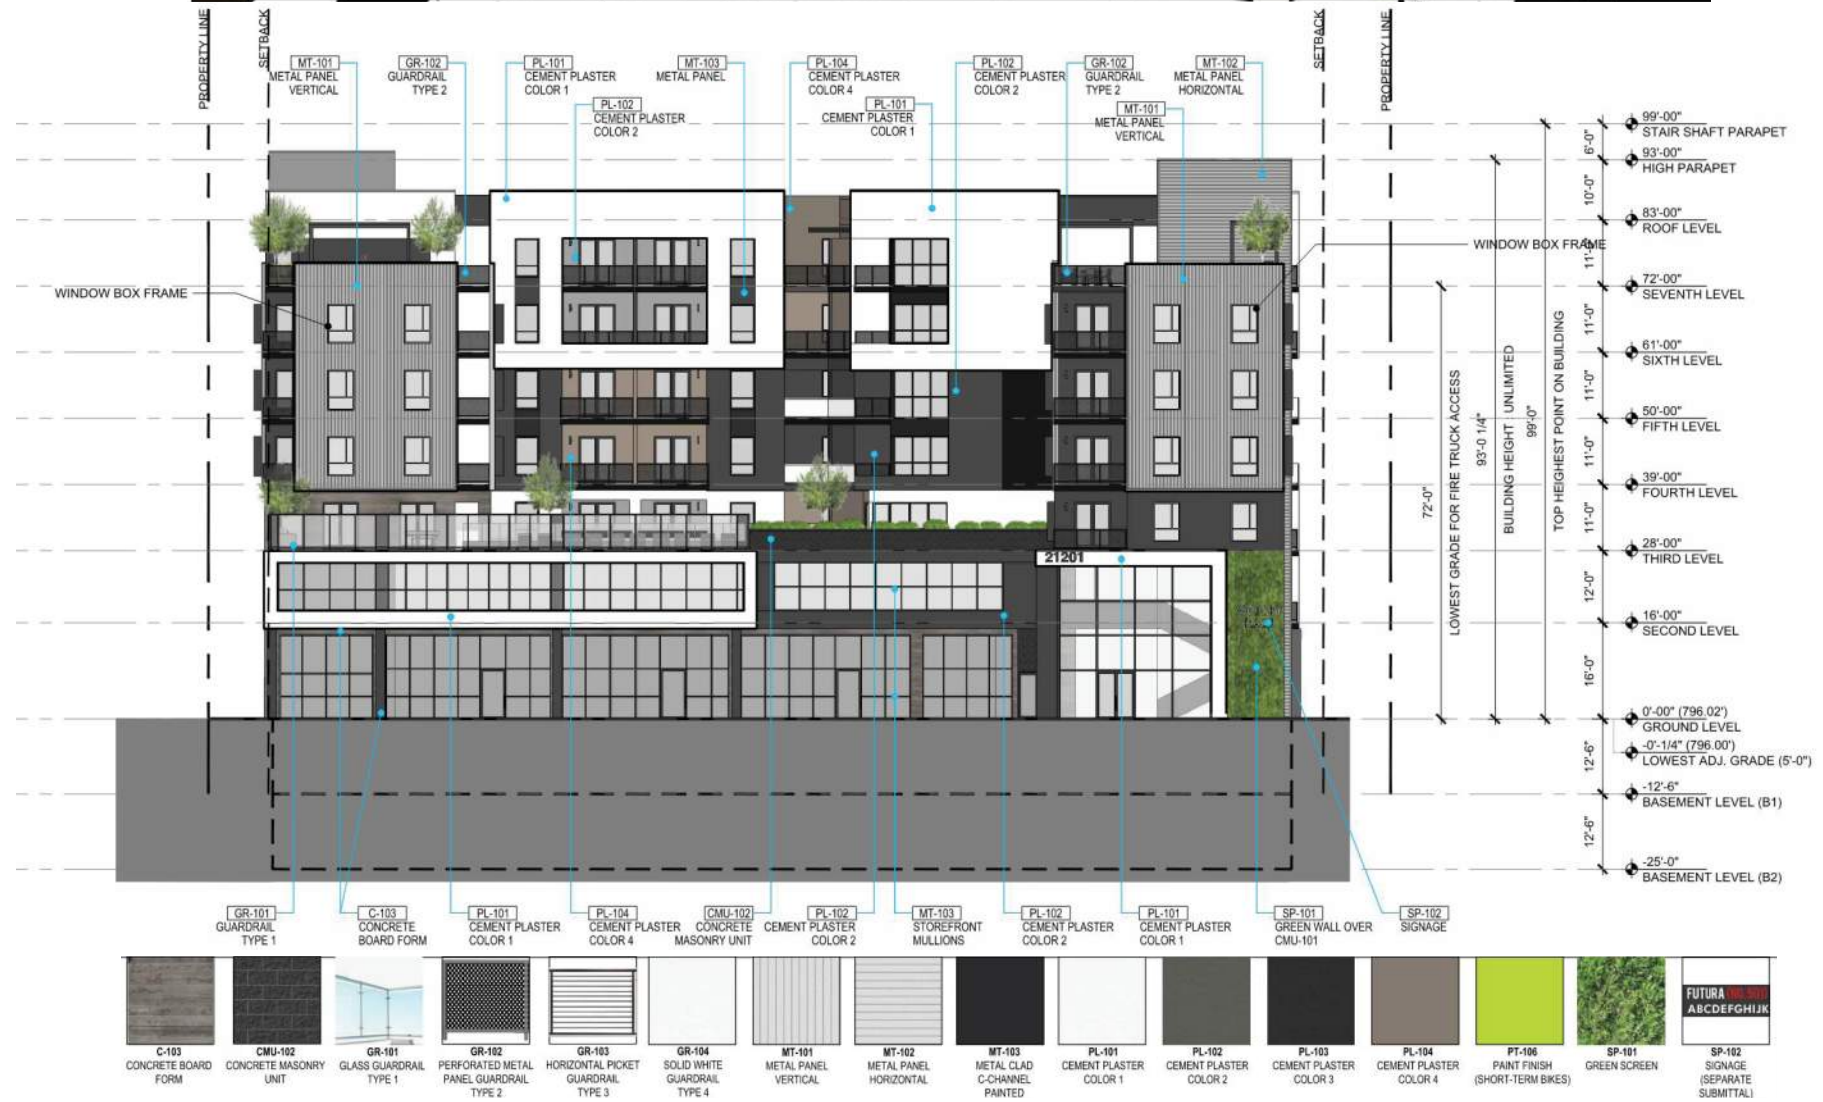 PROPERTY LINE
SETBACK
SETBACK
PROPERTY LINE
MT-101
METAL PANEL
VERTICAL
GR-102
GUARDRAIL
TYPE 2
PL-101
CEMENT PLASTER
COLOR 1
PL-102
CEMENT PLASTER
COLOR 2
MT-103
METAL PANEL
PL-104
CEMENT PLASTER
COLOR 4
PL-101
CEMENT PLASTER
COLOR 1
PL-102
CEMENT PLASTER
COLOR 2
GR-102
GUARDRAIL
TYPE 2
MT-101
METAL PANEL
VERTICAL
MT-102
METAL PANEL
HORIZONTAL
WINDOW BOX FRAME
WINDOW BOX FRAME
21201
72'-0"
LOWEST GRADE FOR FIRE TRUCK ACCESS
93'-0 1/4"
BUILDING HEIGHT : UNLIMITED
99'-0"
TOP HEIGHEST POINT ON BUILDING
6'-0"
10'-0"
11'-0"
11'-0"
11'-0"
11'-0"
11'-0"
12'-0"
16'-0"
12'-6"
12'-6"
99'-00"
STAIR SHAFT PARAPET
93'-00"
HIGH PARAPET
83'-00"
ROOF LEVEL
72'-00"
SEVENTH LEVEL
61'-00"
SIXTH LEVEL
50'-00"
FIFTH LEVEL
39'-00"
FOURTH LEVEL
28'-00"
THIRD LEVEL
16'-00"
SECOND LEVEL
0'-00" (796.02')
GROUND LEVEL
-0'-1/4" (796.00')
LOWEST ADJ. GRADE (5'-0")
-12'-6"
BASEMENT LEVEL (B1)
-25'-0"
BASEMENT LEVEL (B2)
GR-101
GUARDRAIL
TYPE 1
C-103
CONCRETE
BOARD FORM
PL-101
CEMENT PLASTER
COLOR 1
PL-104
CEMENT PLASTER
COLOR 4
CMU-102
CONCRETE
MASONRY UNIT
PL-102
CEMENT PLASTER
COLOR 2
MT-103
STOREFRONT
MULLIONS
PL-102
CEMENT PLASTER
COLOR 2
PL-101
CEMENT PLASTER
COLOR 1
SP-101
GREEN WALL OVER
CMU-101
SP-102
SIGNAGE
FUTURA
ABCDEFGHIJK
C-103
CONCRETE BOARD
FORM
CMU-102
CONCRETE MASONRY
UNIT
GR-101
GLASS GUARDRAIL
TYPE 1
GR-102
PERFORATED METAL
PANEL GUARDRAIL
TYPE 2
GR-103
HORIZONTAL PICKET
GUARDRAIL
TYPE 3
GR-104
SOLID WHITE
GUARDRAIL
TYPE 4
MT-101
METAL PANEL
VERTICAL
MT-102
METAL PANEL
HORIZONTAL
MT-103
METAL CLAD
C-CHANNEL
PAINTED
PL-101
CEMENT PLASTER
COLOR 1
PL-102
CEMENT PLASTER
COLOR 2
PL-103
CEMENT PLASTER
COLOR 3
PL-104
CEMENT PLASTER
COLOR 4
PT-106
PAINT FINISH
(SHORT-TERM BIKES)
SP-101
GREEN SCREEN
SP-102
SIGNAGE
(SEPARATE
SUBMITTAL)